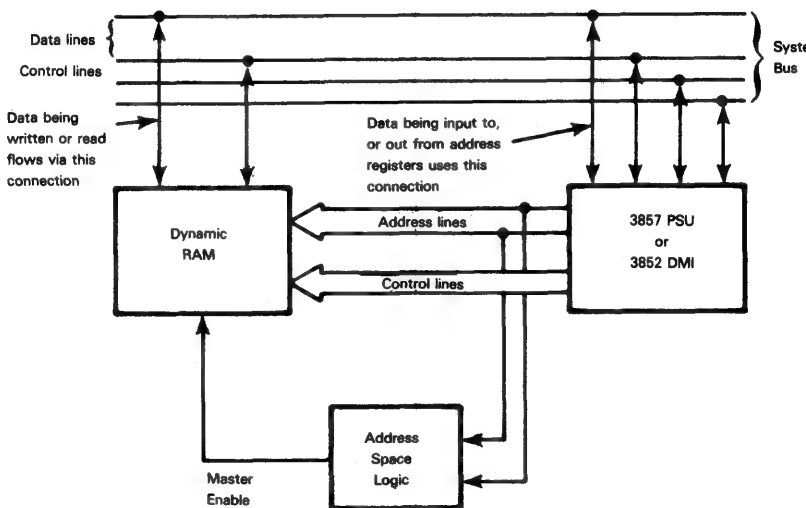 Data lines
Control lines
Data being
written or read
flows via this
connection
Data being input to,
or out from address
registers uses this
connection
Syste
Bus
Dynamic
RAM
Address lines
Control lines
3857 PSU
or
3852 DMI
Address
Space
Logic
Master
Enable